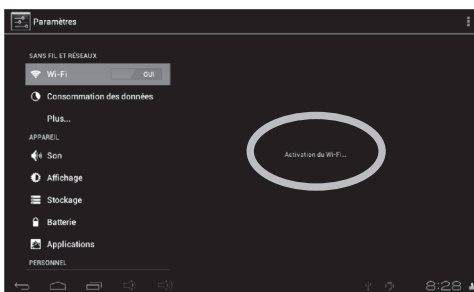 Paramètres
SANS FIL ET RÉSEAUX
Wi-Fi OUI
Consommation des données
Plus...
APPAREIL
Son
Affichage
Stockage
Batterie
Applications
PERSONNEL
Activation du Wi-Fi...
8:28